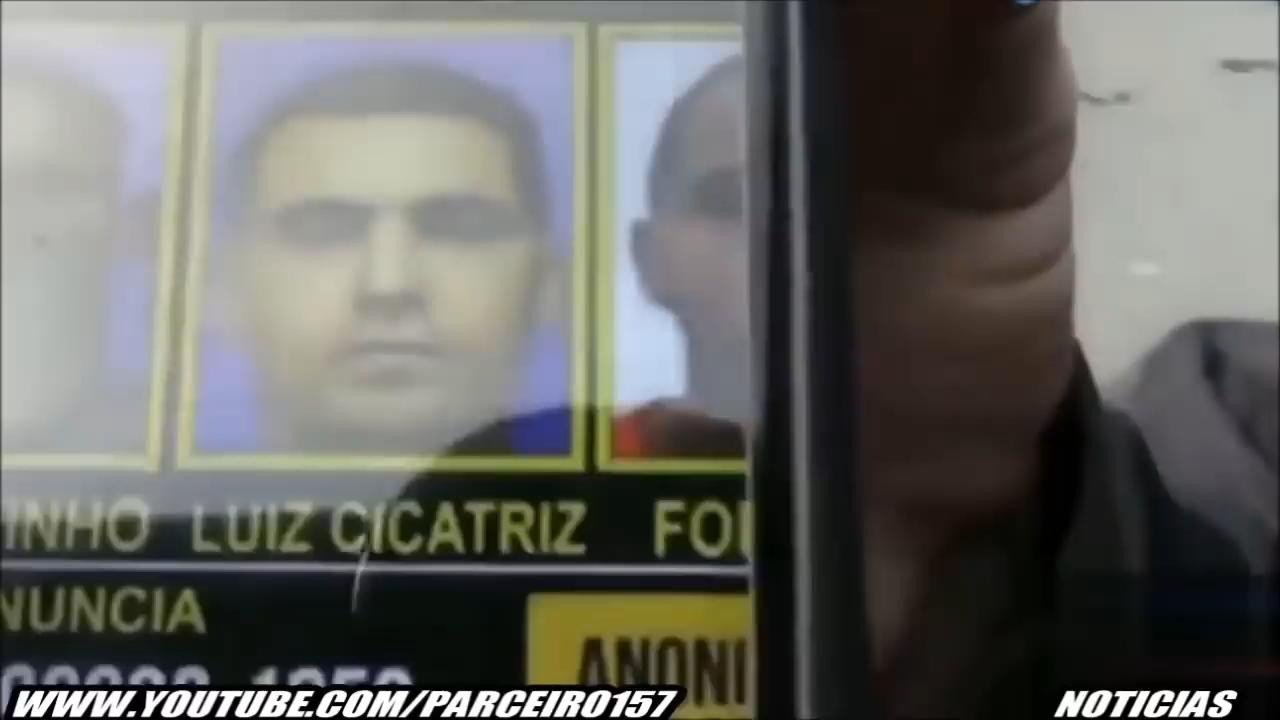 INHO LUIZ CICATRIZ FO
NUNCIA
ANONI
WWW.YOUTUBE.COM/PARCEIRO157
NOTICIAS